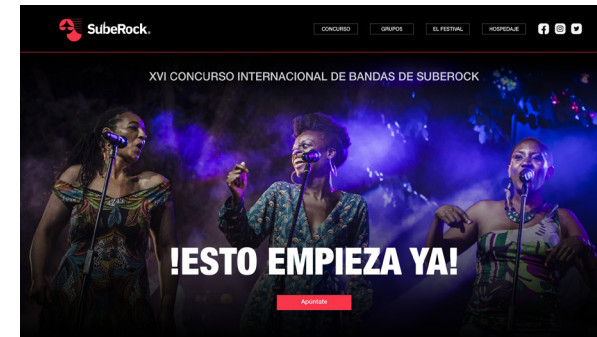 SubeRock.
CONCURSO GRUPOS EL FESTIVAL HOSPEDAJE
XVI CONCURSO INTERNACIONAL DE BANDAS DE SUBEROCK
!ESTO EMPIEZA YA!
Apúntate